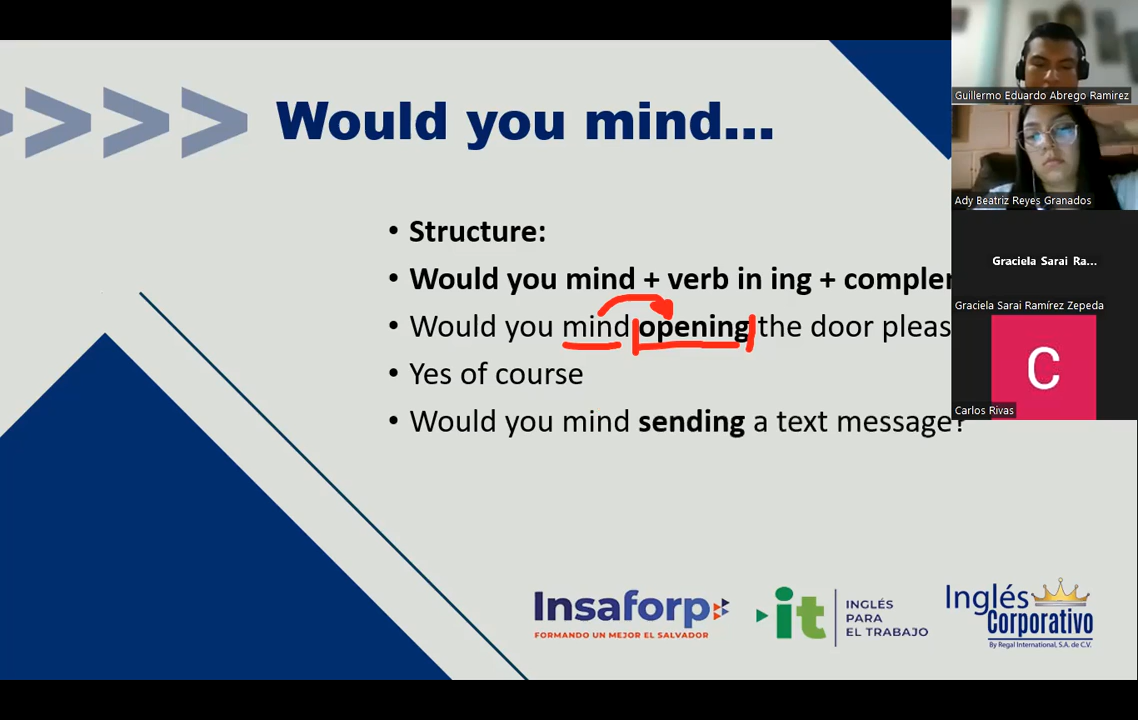 Would you mind...
• Structure:
• Would you mind + verb in ing + compler
• Would you mind opening the door pleas
• Yes of course
• Would you mind sending a text message?
Guillermo Eduardo Abrego Ramirez
Ady Beatriz Reyes Granados
Graciela Sarai Ra...
Graciela Sarai Ramírez Zepeda
C
Carlos Rivas
Insaforp
FORMANDO UN MEJOR EL SALVADOR
it
INGLÉS
PARA
EL TRABAJO
Inglés
Corporativo
By Regal International, S.A. de C.V.